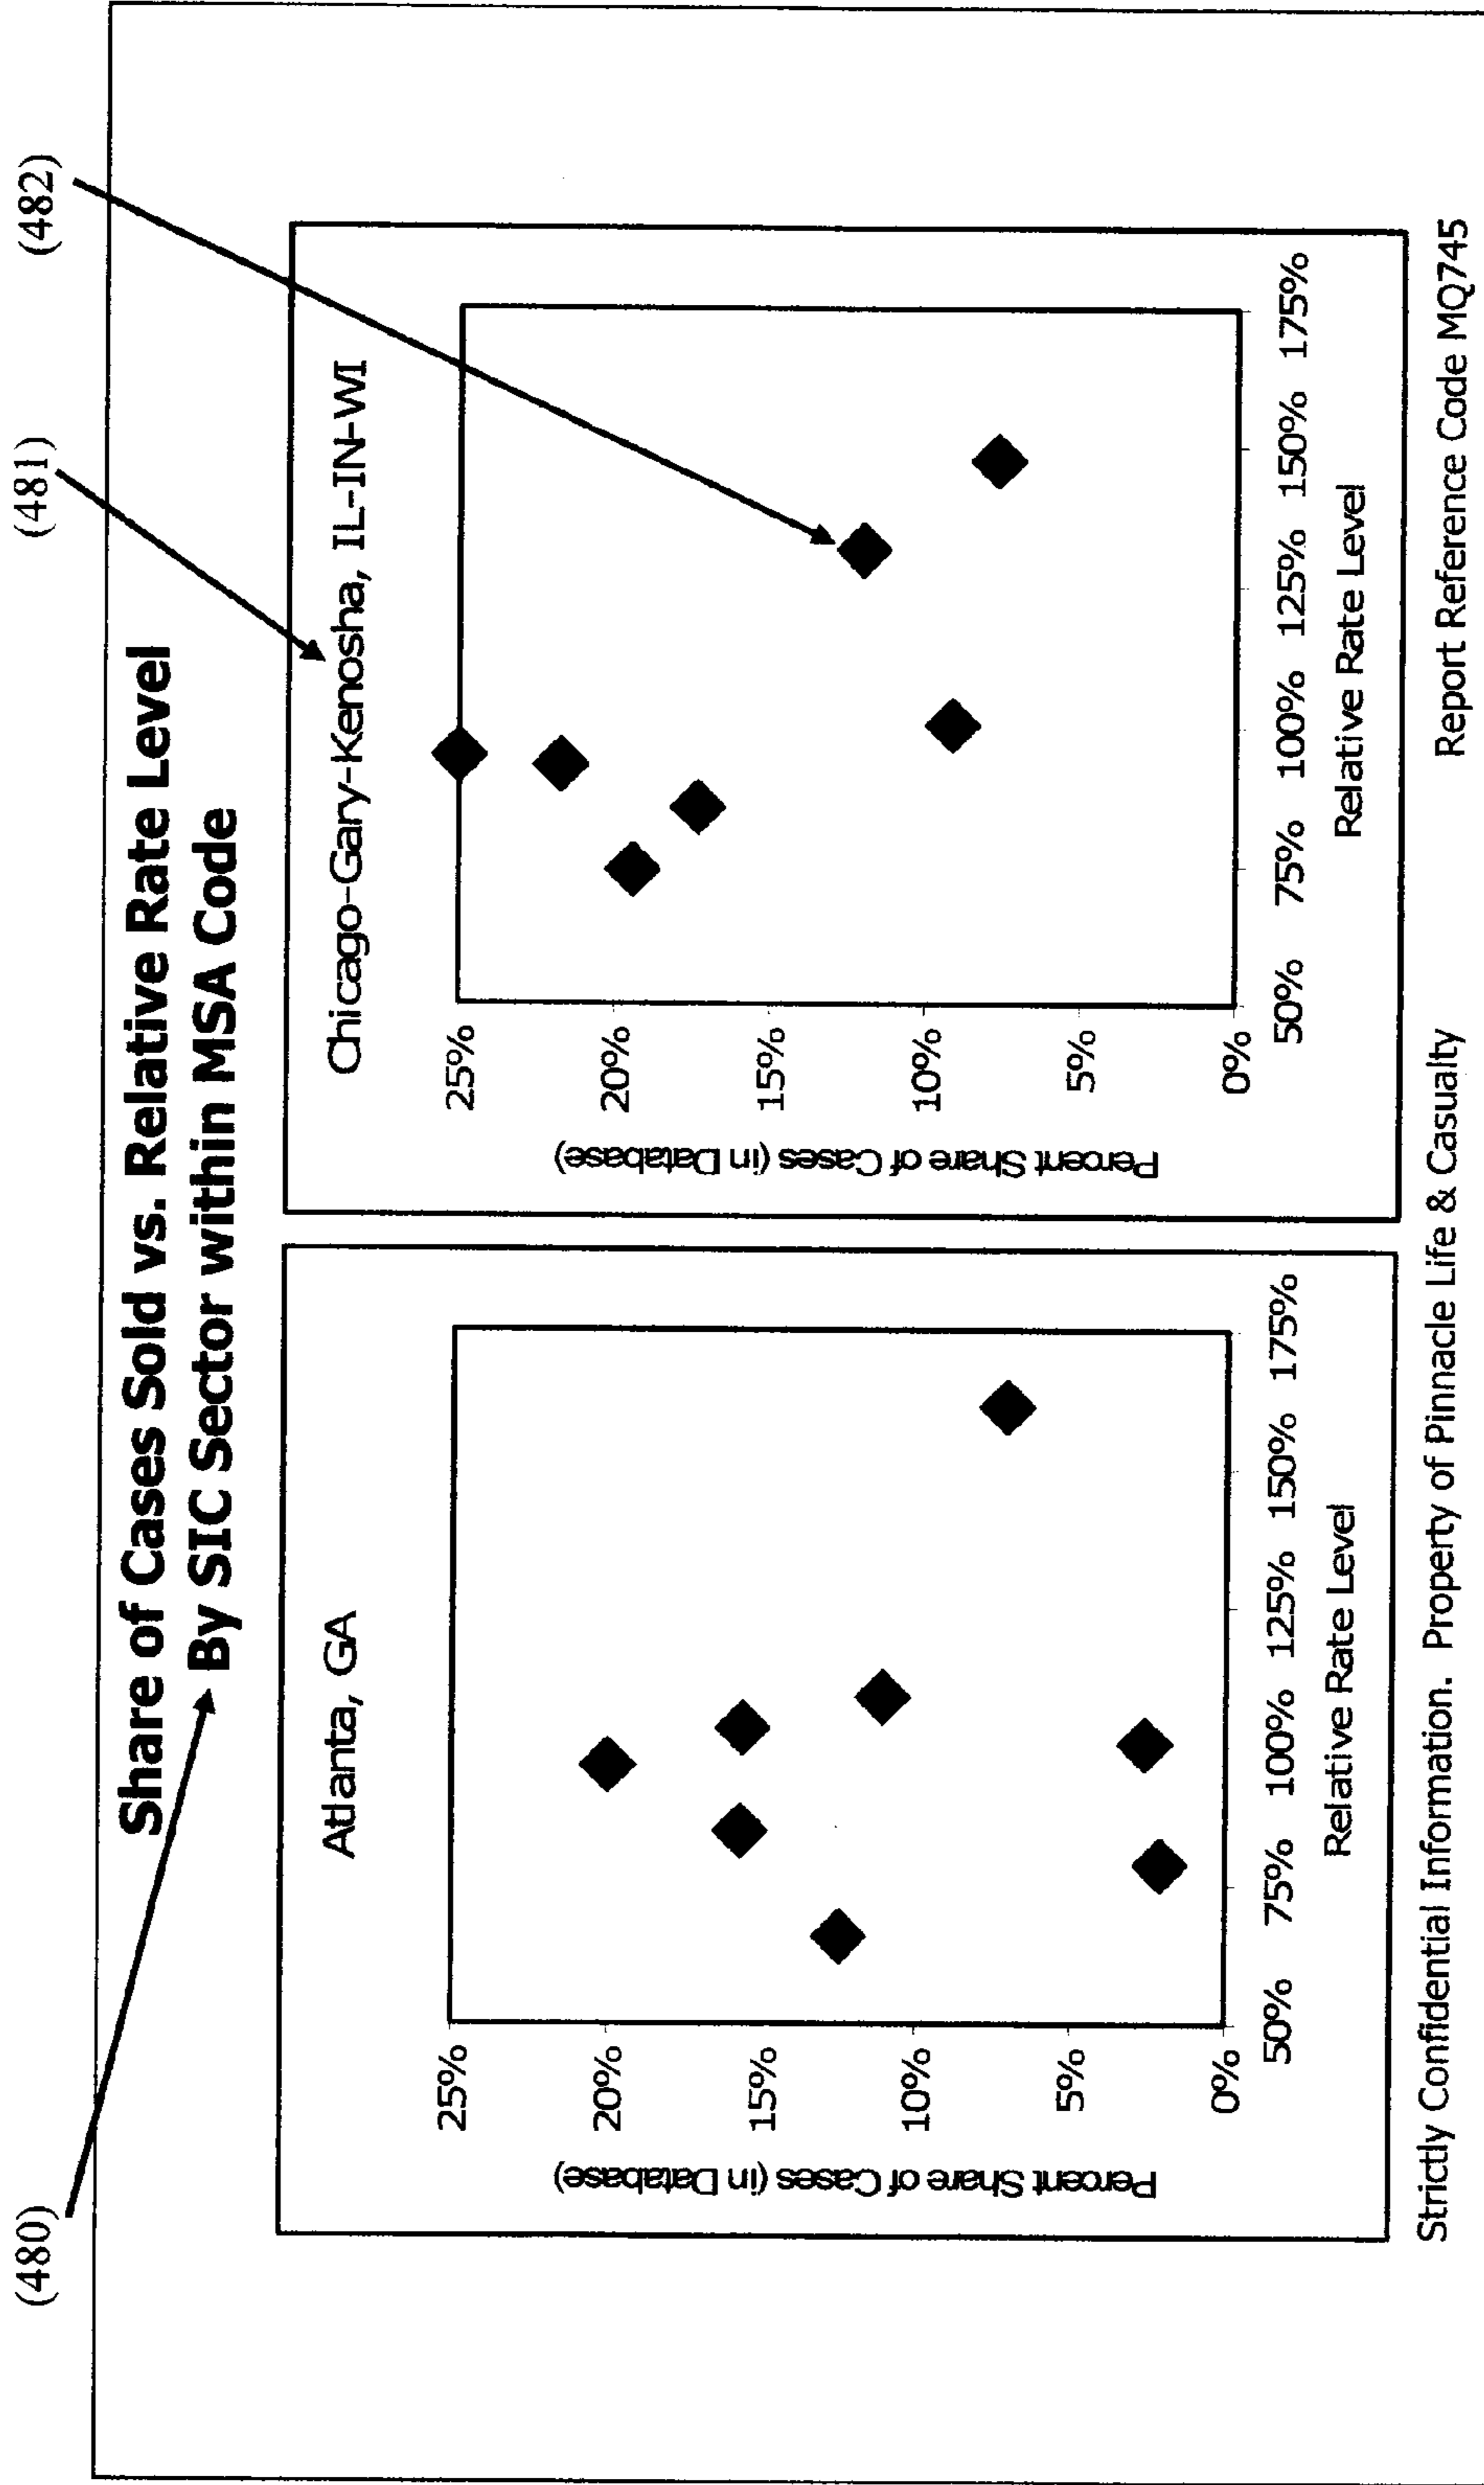 (480)
(481)
(482)
Share of Cases Sold vs. Relative Rate Level
By SIC Sector within MSA Code
Atlanta, GA
Percent Share of Cases (in Database)
25%
20%
15%
10%
5%
0%
50% 75% 100% 125% 150% 175%
Relative Rate Level
Chicago-Gary-Kenosha, IL-IN-WI
Percent Share of Cases (in Database)
25%
20%
15%
10%
5%
0%
50% 75% 100% 125% 150% 175%
Relative Rate Level
Strictly Confidential Information. Property of Pinnacle Life & Casualty
Report Reference Code MQ745